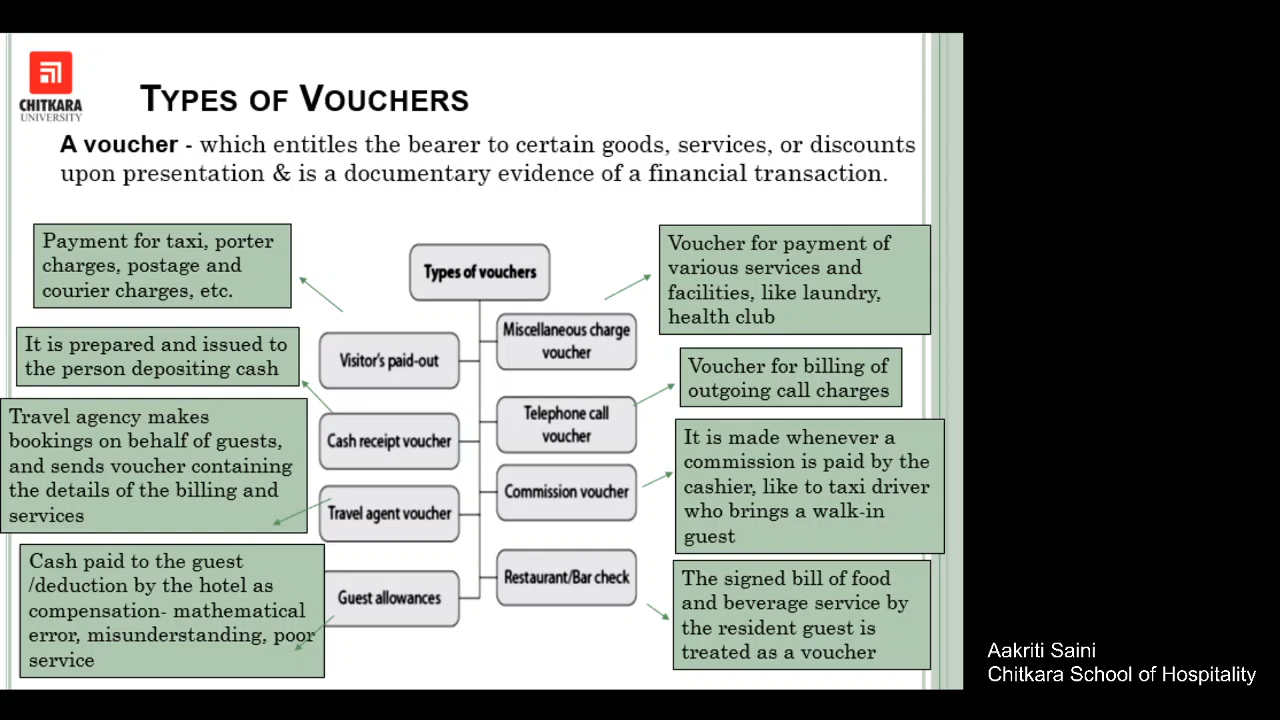 CHITKARA
UNIVERSITY
TYPES OF VOUCHERS
A voucher - which entitles the bearer to certain goods, services, or discounts
upon presentation & is a documentary evidence of a financial transaction.
Payment for taxi, porter
charges, postage and
courier charges, etc.
It is prepared and issued to
the person depositing cash
Travel agency makes
bookings on behalf of guests,
and sends voucher containing
the details of the billing and
services
Cash paid to the guest
/deduction by the hotel as
compensation- mathematical
error, misunderstanding, poor
service
Types of vouchers
Visitor's paid-out
Cash receipt voucher
Travel agent voucher
Guest allowances
Miscellaneous charge
voucher
Telephone call
voucher
Commission voucher
Restaurant/Bar check
Voucher for payment of
various services and
facilities, like laundry,
health club
Voucher for billing of
outgoing call charges
It is made whenever a
commission is paid by the
cashier, like to taxi driver
who brings a walk-in
guest
The signed bill of food
and beverage service by
the resident guest is
treated as a voucher
Aakriti Saini
Chitkara School of Hospitality